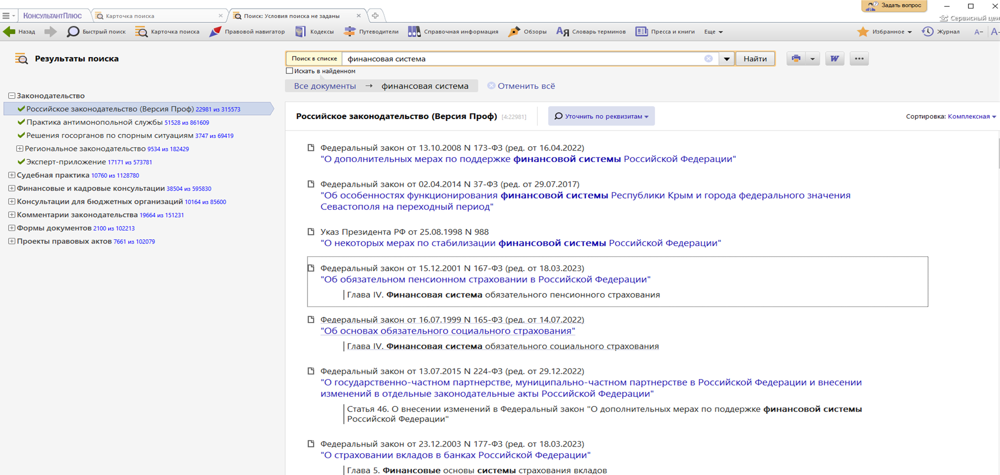 Задать вопрос
КонсультантПлюс
Карточка поиска
Поиск: Условия поиска не заданы
Сервисный цен
Назад
Быстрый поиск
Карточка поиска
Правовой навигатор
Кодексы
Путеводители
Справочная информация
Обзоры
Ая Словарь терминов
Пресса и книги
Еще
Избранное
Журнал
А−
А-
Результаты поиска
Поиск в списке
финансовая система
Найти
W
Искать в найденном
Все документы → финансовая система
Отменить всё
Законодательство
Российское законодательство (Версия Проф) 22981 из 315573
Практика антимонопольной службы 51528 из 861609
Решения госорганов по спорным ситуациям 3747 из 69419
Региональное законодательство 9534 из 182429
Эксперт-приложение 17171 из 573781
Судебная практика 10760 из 1128780
Финансовые и кадровые консультации 38504 из 595830
Консультации для бюджетных организаций 10164 из 85600
Комментарии законодательства 19664 из 151231
Формы документов 2100 из 102213
Проекты правовых актов 7661 из 102079
Российское законодательство (Версия Проф) [4:22981]
Уточнить по реквизитам
Сортировка: Комплексная
Федеральный закон от 13.10.2008 N 173-ФЗ (ред. от 16.04.2022)
"О дополнительных мерах по поддержке финансовой системы Российской Федерации"
Федеральный закон от 02.04.2014 N 37-ФЗ (ред. от 29.07.2017)
"Об особенностях функционирования финансовой системы Республики Крым и города федерального значения
Севастополя на переходный период"
Указ Президента РФ от 25.08.1998 N 988
"О некоторых мерах по стабилизации финансовой системы Российской Федерации"
Федеральный закон от 15.12.2001 N 167-ФЗ (ред. от 18.03.2023)
"Об обязательном пенсионном страховании в Российской Федерации"
Глава IV. Финансовая система обязательного пенсионного страхования
Федеральный закон от 16.07.1999 N 165-ФЗ (ред. от 14.07.2022)
"Об основах обязательного социального страхования"
Глава IV. Финансовая система обязательного социального страхования
Федеральный закон от 13.07.2015 N 224-ФЗ (ред. от 29.12.2022)
"О государственно-частном партнерстве, муниципально-частном партнерстве в Российской Федерации и внесении
изменений в отдельные законодательные акты Российской Федерации"
Статья 46. О внесении изменений в Федеральный закон "О дополнительных мерах по поддержке финансовой системы
Российской Федерации"
Федеральный закон от 23.12.2003 N 177-ФЗ (ред. от 18.03.2023)
"О страховании вкладов в банках Российской Федерации"
Глава 5. Финансовые основы системы страхования вкладов